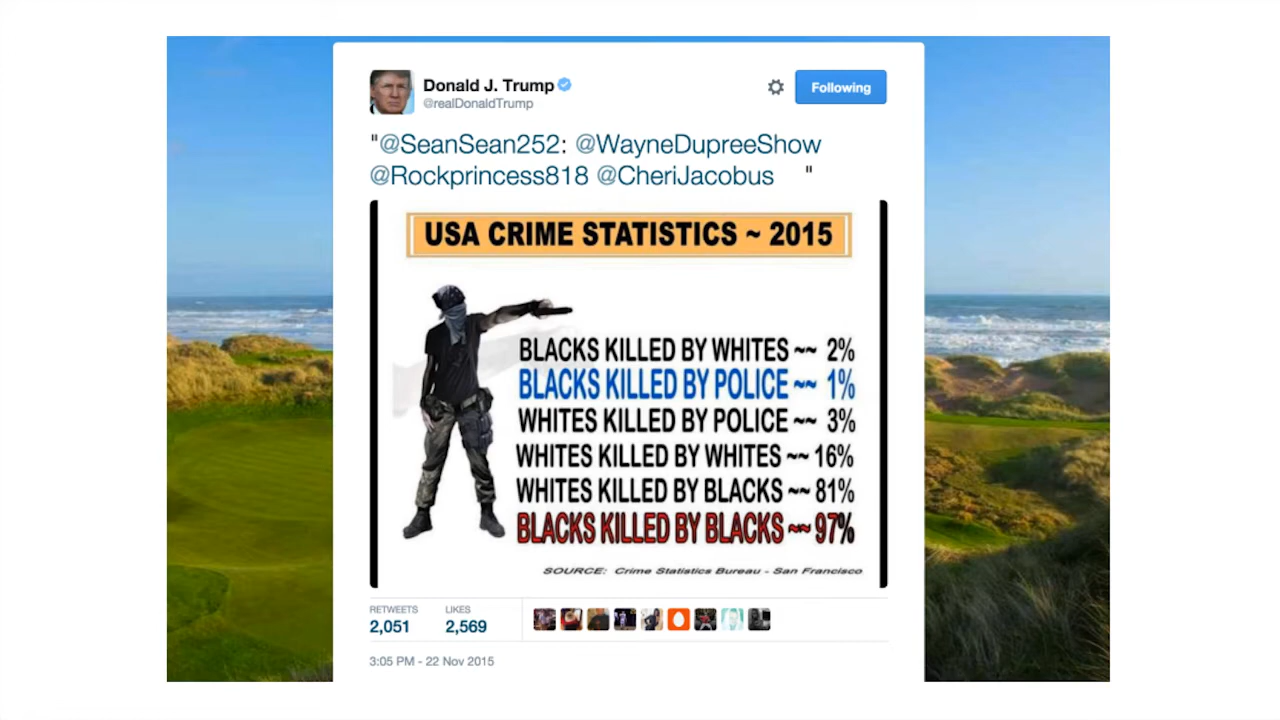 Donald J. Trump
@realDonaldTrump
Following
"@SeanSean252: @WayneDupreeShow
@Rockprincess818 @CheriJacobus "
USA CRIME STATISTICS ~ 2015
BLACKS KILLED BY WHITES ~~ 2%
BLACKS KILLED BY POLICE ~~ 1%
WHITES KILLED BY POLICE ~~ 3%
WHITES KILLED BY WHITES ~~ 16%
WHITES KILLED BY BLACKS ~~ 81%
BLACKS KILLED BY BLACKS ~~ 97%
SOURCE: Crime Statistics Bureau - San Francisco
RETWEETS LIKES
2,051 2,569
3:05 PM - 22 Nov 2015